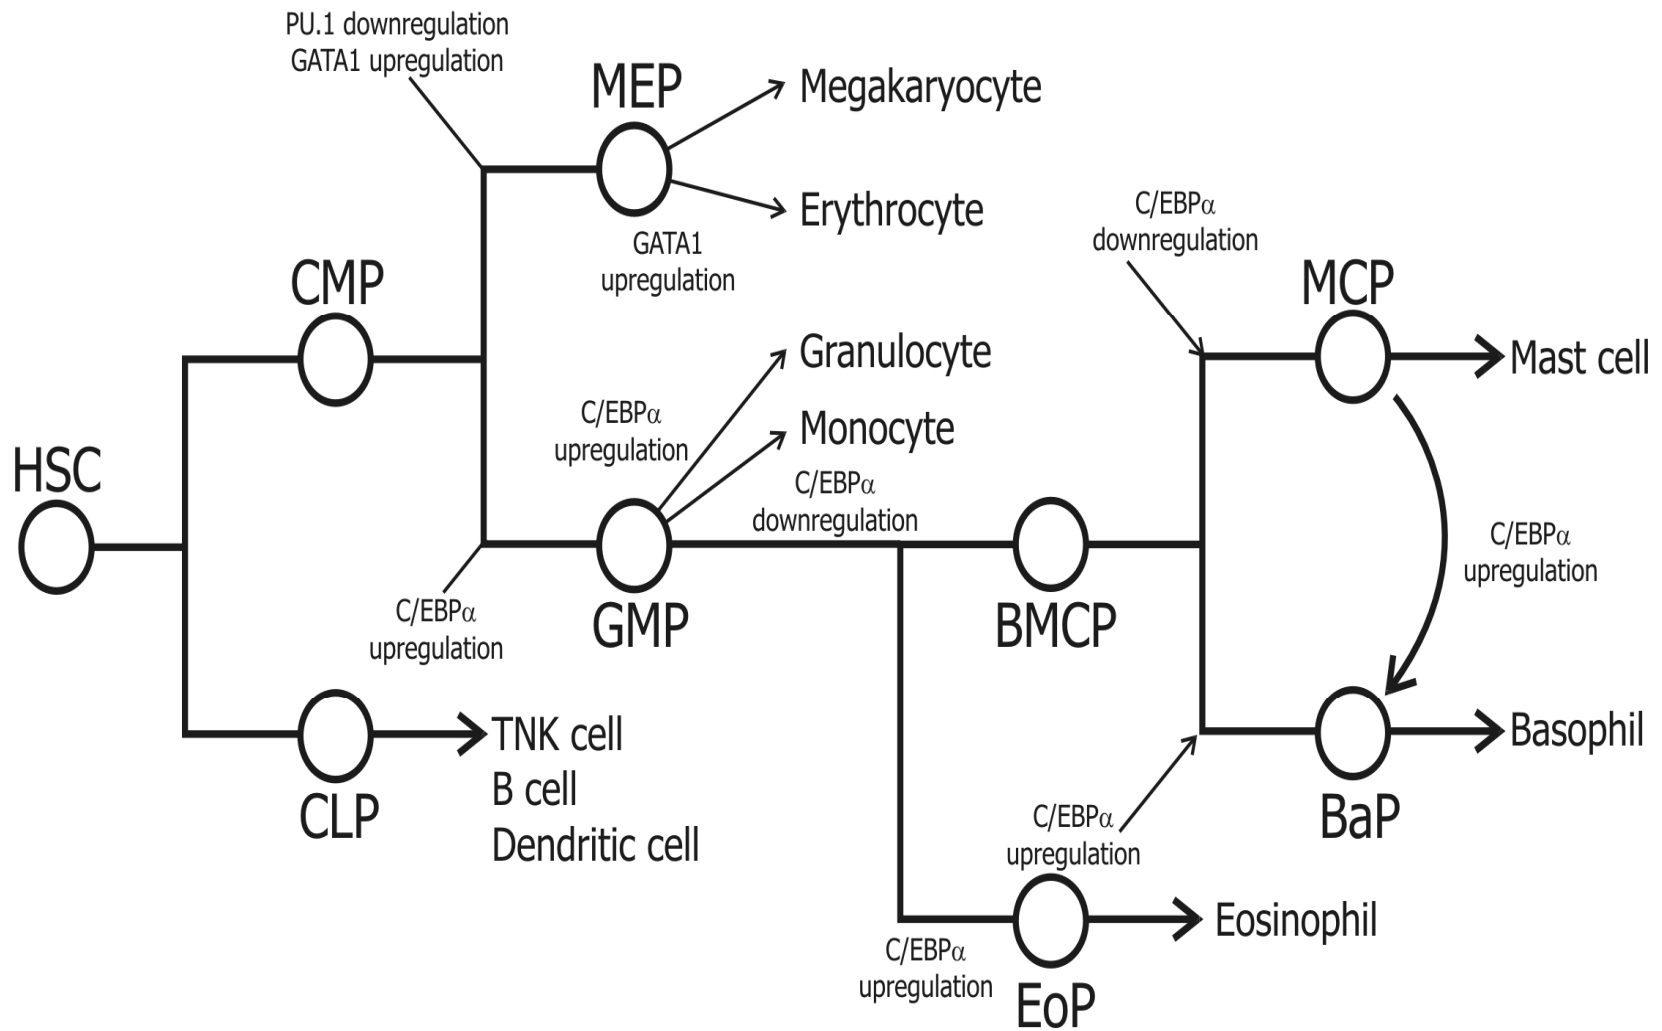 PU.1 downregulation
GATA1 upregulation
MEP
Megakaryocyte
Erythrocyte
GATA1
upregulation
CMP
C/EBPα
downregulation
MCP
Mast cell
Granulocyte
C/EBPα
upregulation
Monocyte
C/EBPα
downregulation
HSC
C/EBPα
upregulation
GMP
BMCP
C/EBPα
upregulation
CLP
TNK cell
B cell
Dendritic cell
Basophil
BaP
C/EBPα
upregulation
Eosinophil
C/EBPα
upregulation
EoP